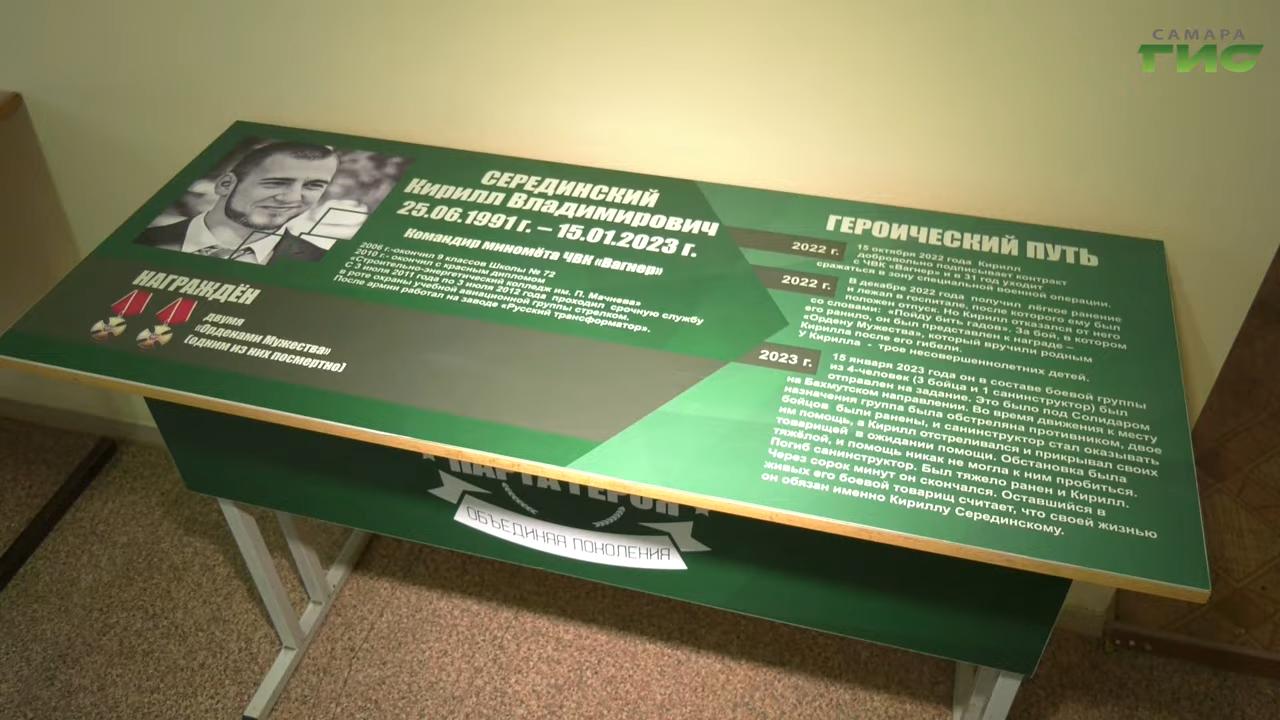 САМАРА
ГИС
СЕРЕДИНСКИЙ
Кирилл Владимирович
25.06.1991 г. – 15.01.2023 г.
Командир миномёта ЧВК «Вагнер»
2006 г.-окончил 9 классов Школы № 72
2010 г.- окончил с красным дипломом
«Строительно-энергетический колледж им. П. Мачнева»
С 3 июля 2011 года по 3 июля 2012 года проходил срочную службу
в роте охраны учебной авиационной группы стрелком.
После армии работал на заводе «Русский трансформатор».
НАГРАЖДЁН
двумя
«Орденами Мужества»
(одним из них посмертно)
ГЕРОИЧЕСКИЙ ПУТЬ
2022 г.
15 октября 2022 года Кирилл
добровольно подписывает контракт
с ЧВК «Вагнер» и в 31 год уходит
сражаться в зону специальной военной операции.
2022 г.
В декабре 2022 года получил лёгкое ранение
и лежал в госпитале, после которого ему был
положен отпуск. Но Кирилл отказался от него
со словами: «Пойду бить гадов». За бой, в котором
его ранило, он был представлен к награде –
«Ордену Мужества», который вручили родным
Кирилла после его гибели.
У Кирилла - трое несовершеннолетних детей.
2023 г.
15 января 2023 года он в составе боевой группы
из 4-человек (3 бойца и 1 санинструктор) был
отправлен на задание. Это было под Солидаром
на Бахмутском направлении. Во время движения к месту
назначения группа была обстреляна противником, двое
бойцов были ранены, и санинструктор стал оказывать
им помощь, а Кирилл отстреливался и прикрывал своих
товарищей в ожидании помощи. Обстановка была
тяжёлой, и помощь никак не могла к ним пробиться.
Погиб санинструктор. Был тяжело ранен и Кирилл.
Через сорок минут он скончался. Оставшийся в
живых его боевой товарищ считает, что своей жизнью
он обязан именно Кириллу Серединскому.
ПАРТА ГЕРОЯ
ОБЪЕДИНЯЯ ПОКОЛЕНИЯ